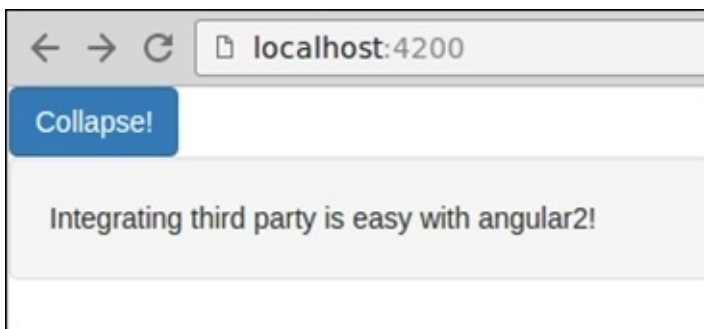 localhost:4200
Collapse!
Integrating third party is easy with angular2!